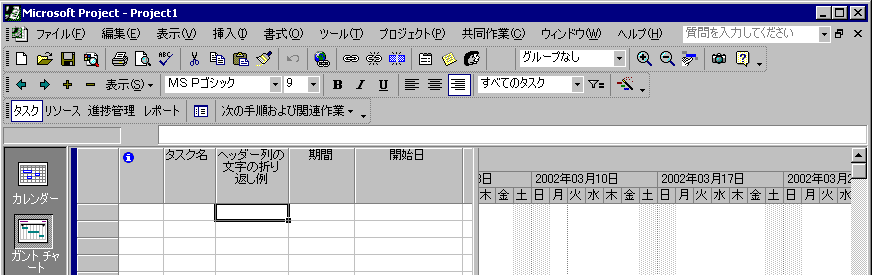 Microsoft Project - Project1
ファイル(F) 編集(E) 表示(V) 挿入(I) 書式(O) ツール(T) プロジェクト(P) 共同作業(C) ウィンドウ(W) ヘルプ(H) 質問を入力してください
グループなし
表示(S) MS Pゴシック 9 B I U すべてのタスク
タスク リソース 進捗管理 レポート 次の手順および関連作業
タスク名 ヘッダー列の 期間 開始日
文字の折り
返し例
3日 2002年03月10日 2002年03月17日 2002年03月2
木 金 土 日 月 火 水 木 金 土 日 月 火 水 木 金 土 日 月 火 水
カレンダー
ガント チャ
ート